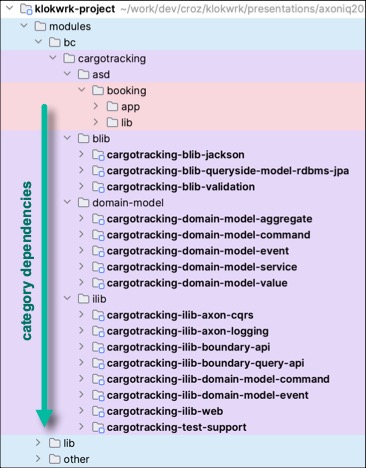 klokwrk-project ~/work/dev/croz/klokwrk/presentations/axoniq20
modules
bc
cargotracking
asd
booking
app
lib
blib
cargotracking-blib-jackson
cargotracking-blib-queryside-model-rdbms-jpa
cargotracking-blib-validation
domain-model
cargotracking-domain-model-aggregate
cargotracking-domain-model-command
cargotracking-domain-model-event
cargotracking-domain-model-service
cargotracking-domain-model-value
ilib
cargotracking-ilib-axon-cqrs
cargotracking-ilib-axon-logging
cargotracking-ilib-boundary-api
cargotracking-ilib-boundary-query-api
cargotracking-ilib-domain-model-command
cargotracking-ilib-domain-model-event
cargotracking-ilib-web
cargotracking-test-support
lib
other
category dependencies